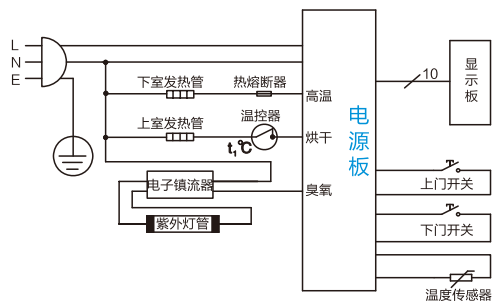 L
N
E
下室发热管
热熔断器
高温
上室发热管
温控器
t₁℃
烘干
电子镇流器
臭氧
紫外灯管
电源板
10
显示板
上门开关
下门开关
温度传感器